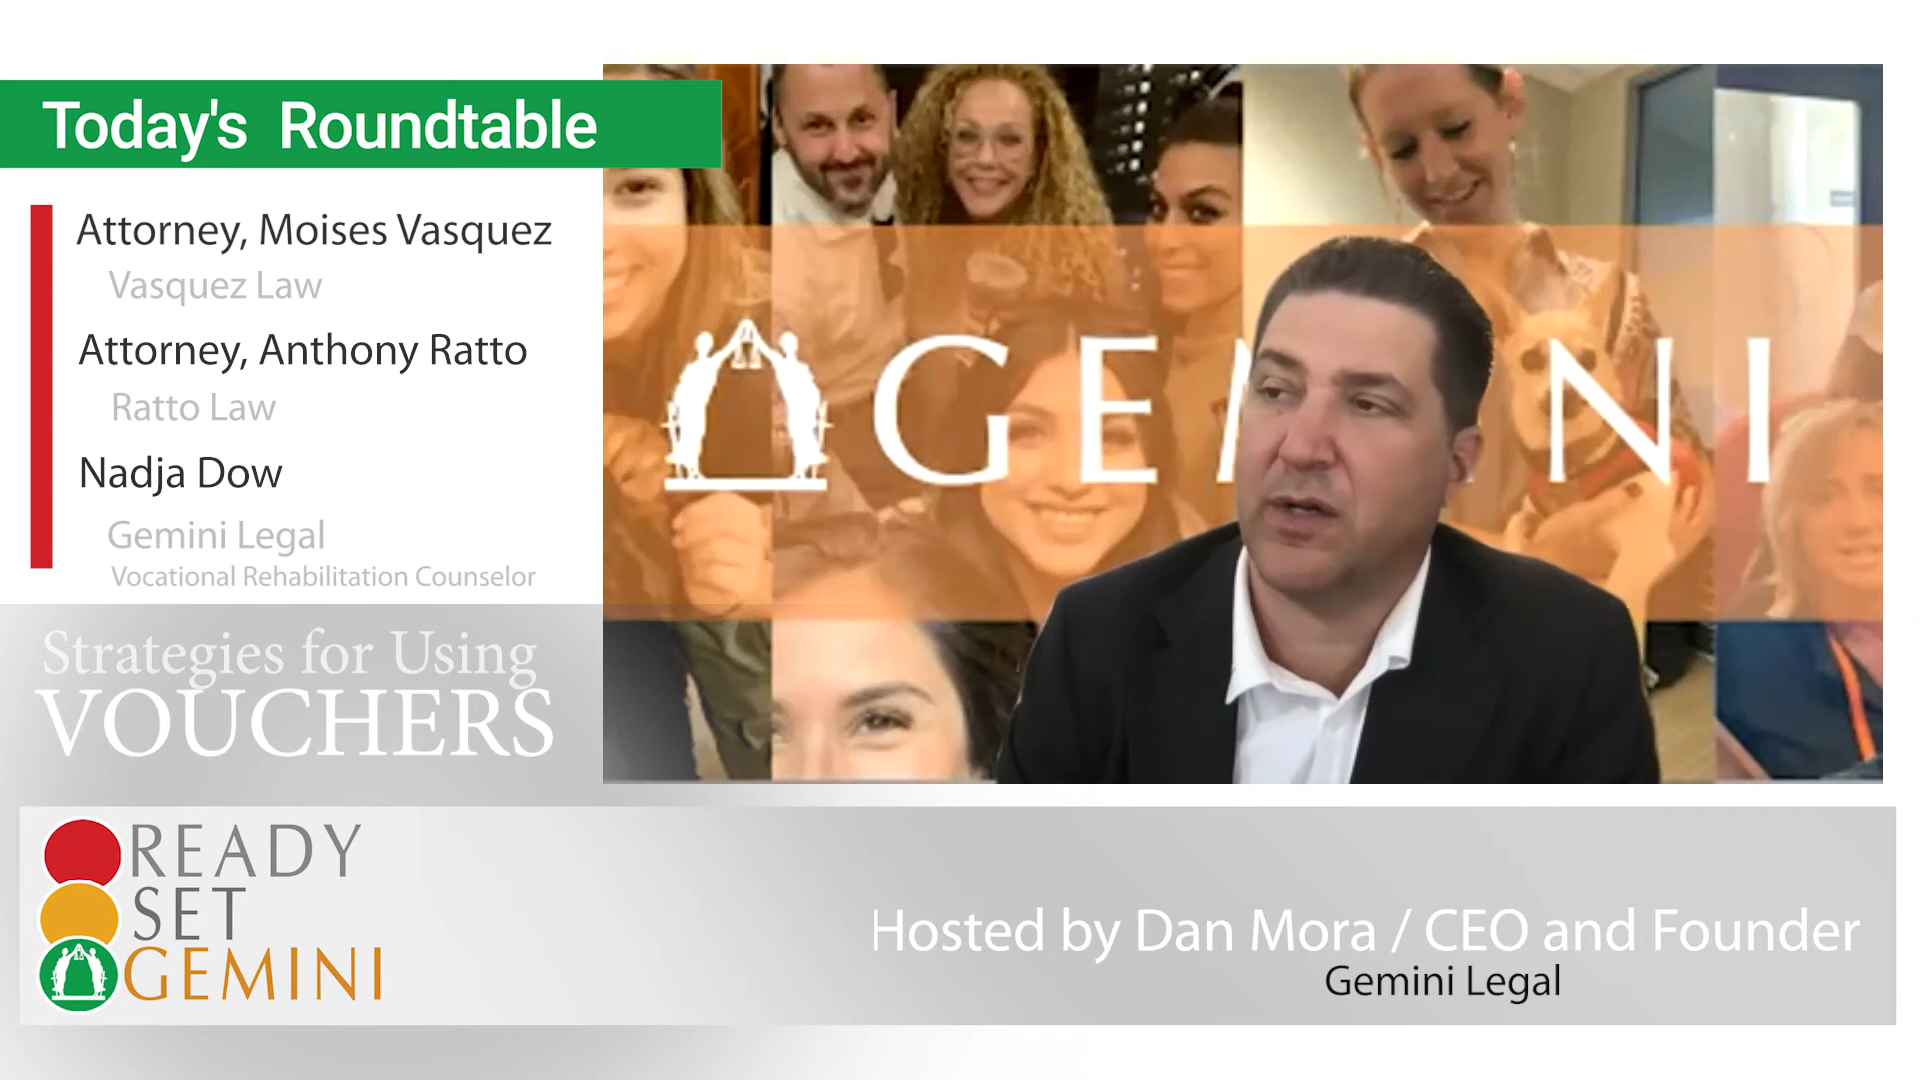 Today's Roundtable
Attorney, Moises Vasquez
Vasquez Law
Attorney, Anthony Ratto
Ratto Law
Nadja Dow
Gemini Legal
Vocational Rehabilitation Counselor
Strategies for Using
VOUCHERS
GEMINI
READY
SET
GEMINI
Hosted by Dan Mora / CEO and Founder
Gemini Legal